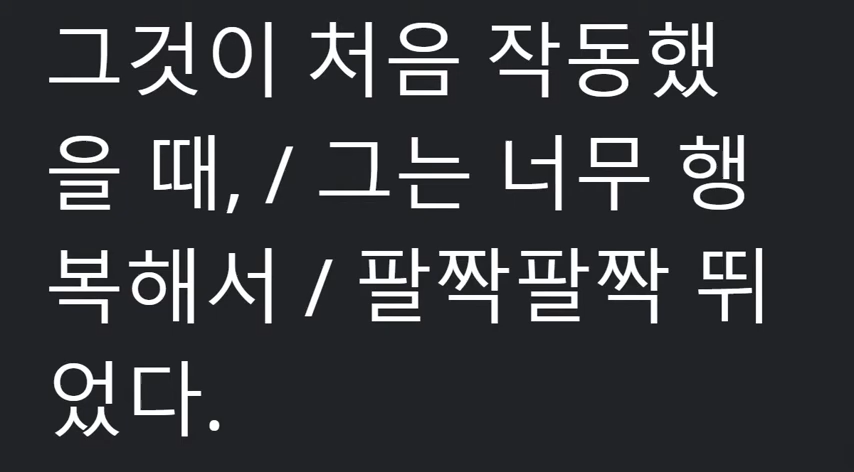 그것이 처음 작동했
을 때, / 그는 너무 행
복해서 / 팔짝팔짝 뛰
었다.